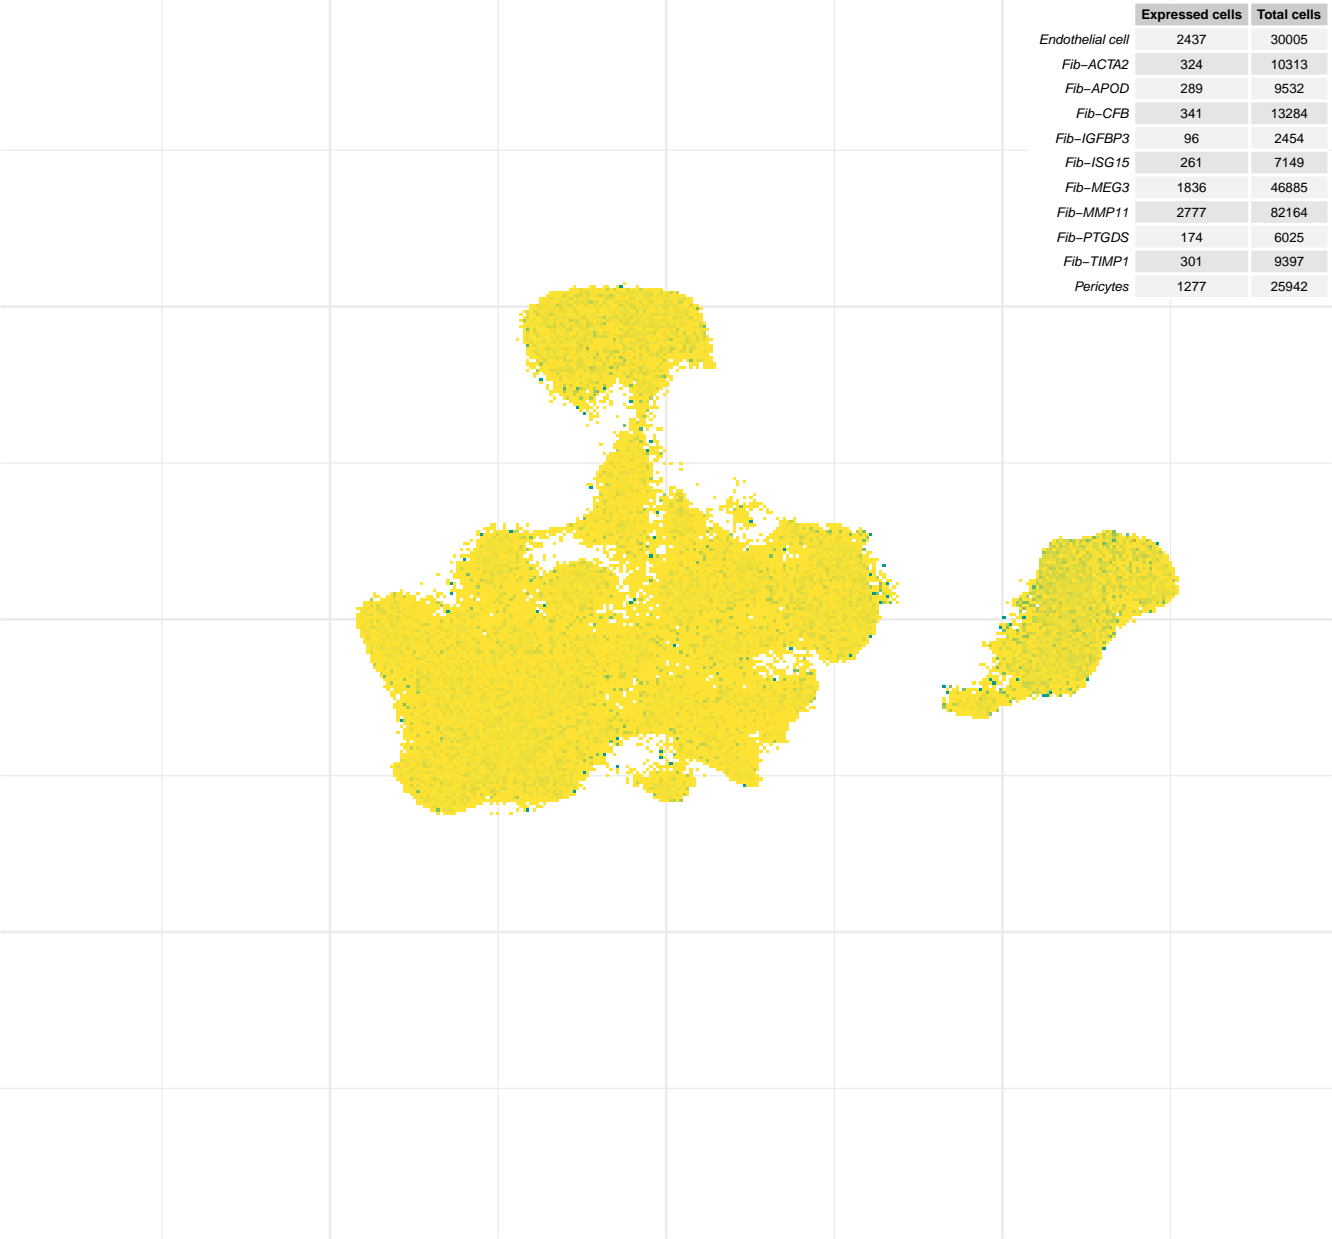 Expressed cells Total cells
Endothelial cell 2437 30005
Fib−ACTA2 324 10313
Fib−APOD 289 9532
Fib−CFB 341 13284
Fib−IGFBP3 96 2454
Fib−ISG15 261 7149
Fib−MEG3 1836 46885
Fib−MMP11 2777 82164
Fib−PTGDS 174 6025
Fib−TIMP1 301 9397
Pericytes 1277 25942